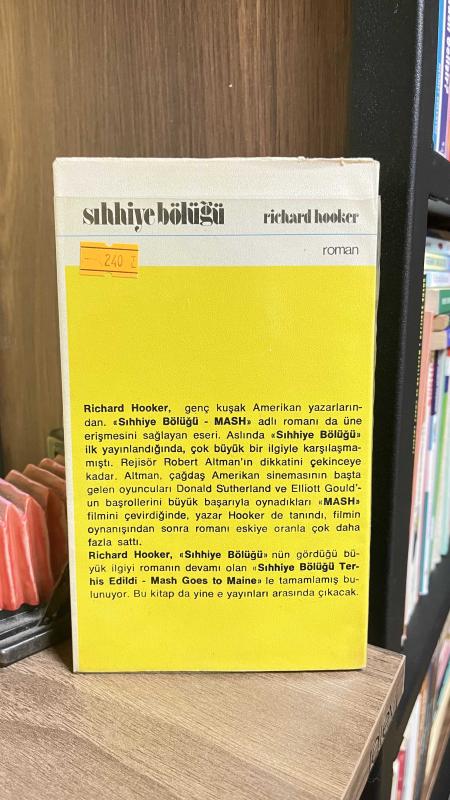 sıhhiye bölüğü richard hooker
roman
240
Richard Hooker, genç kuşak Amerikan yazarların-
dan. «Sıhhiye Bölüğü - MASH» adlı romanı da üne
erişmesini sağlayan eseri. Aslında «Sıhhiye Bölüğü»
ilk yayınlandığında, çok büyük bir ilgiyle karşılaşma-
mıştı. Rejisör Robert Altman'ın dikkatini çekinceye
kadar. Altman, çağdaş Amerikan sinemasının başta
gelen oyuncuları Donald Sutherland ve Elliott Gould'-
un başrollerini büyük başarıyla oynadıkları «MASH»
filmini çevirdiğinde, yazar Hooker de tanındı, filmin
oynanışından sonra romanı eskiye oranla çok daha
fazla sattı.
Richard Hooker, «Sıhhiye Bölüğü» nün gördüğü bü-
yük ilgiyi romanın devamı olan «Sıhhiye Bölüğü Ter-
his Edildi - Mash Goes to Maine» le tamamlamış bu-
lunuyor. Bu kitap da yine e yayınları arasında çıkacak.